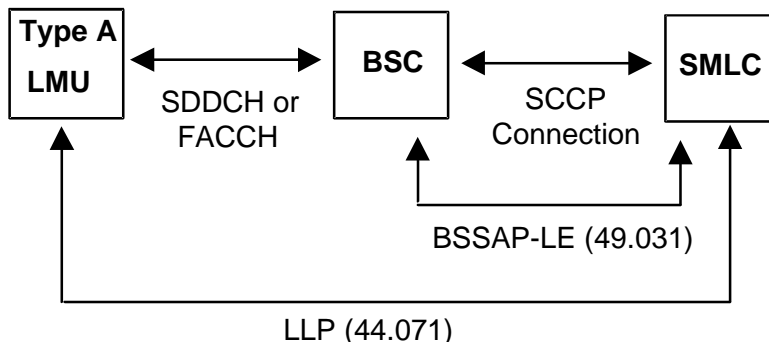 Type A
LMU
BSC
SMLC
SDDCH or
FACCH
SCCP
Connection
BSSAP-LE (49.031)
LLP (44.071)